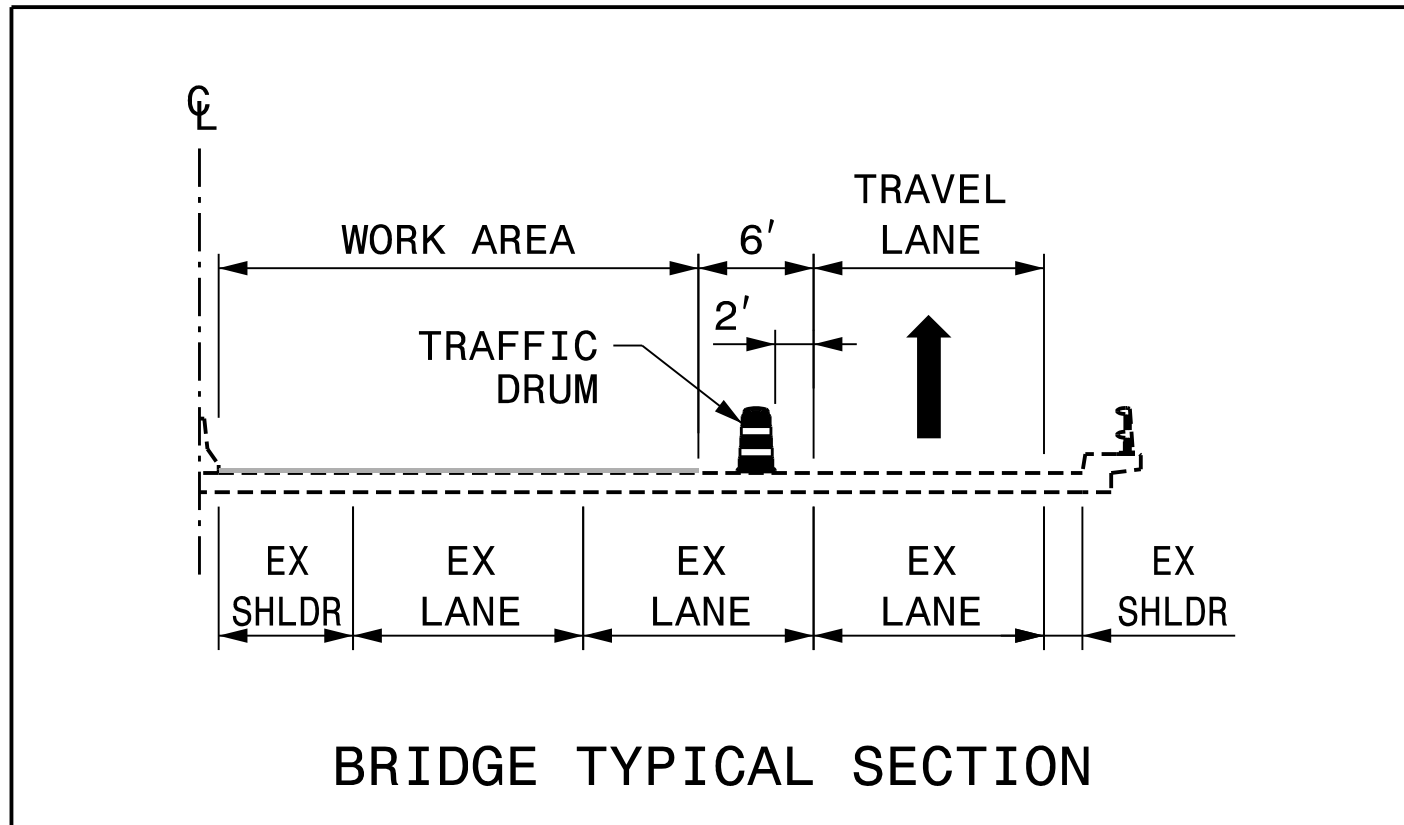 ℄
TRAVEL
LANE
WORK AREA
6'
2'
TRAFFIC
DRUM
EX
SHLDR
EX
LANE
EX
LANE
EX
LANE
EX
SHLDR
BRIDGE TYPICAL SECTION